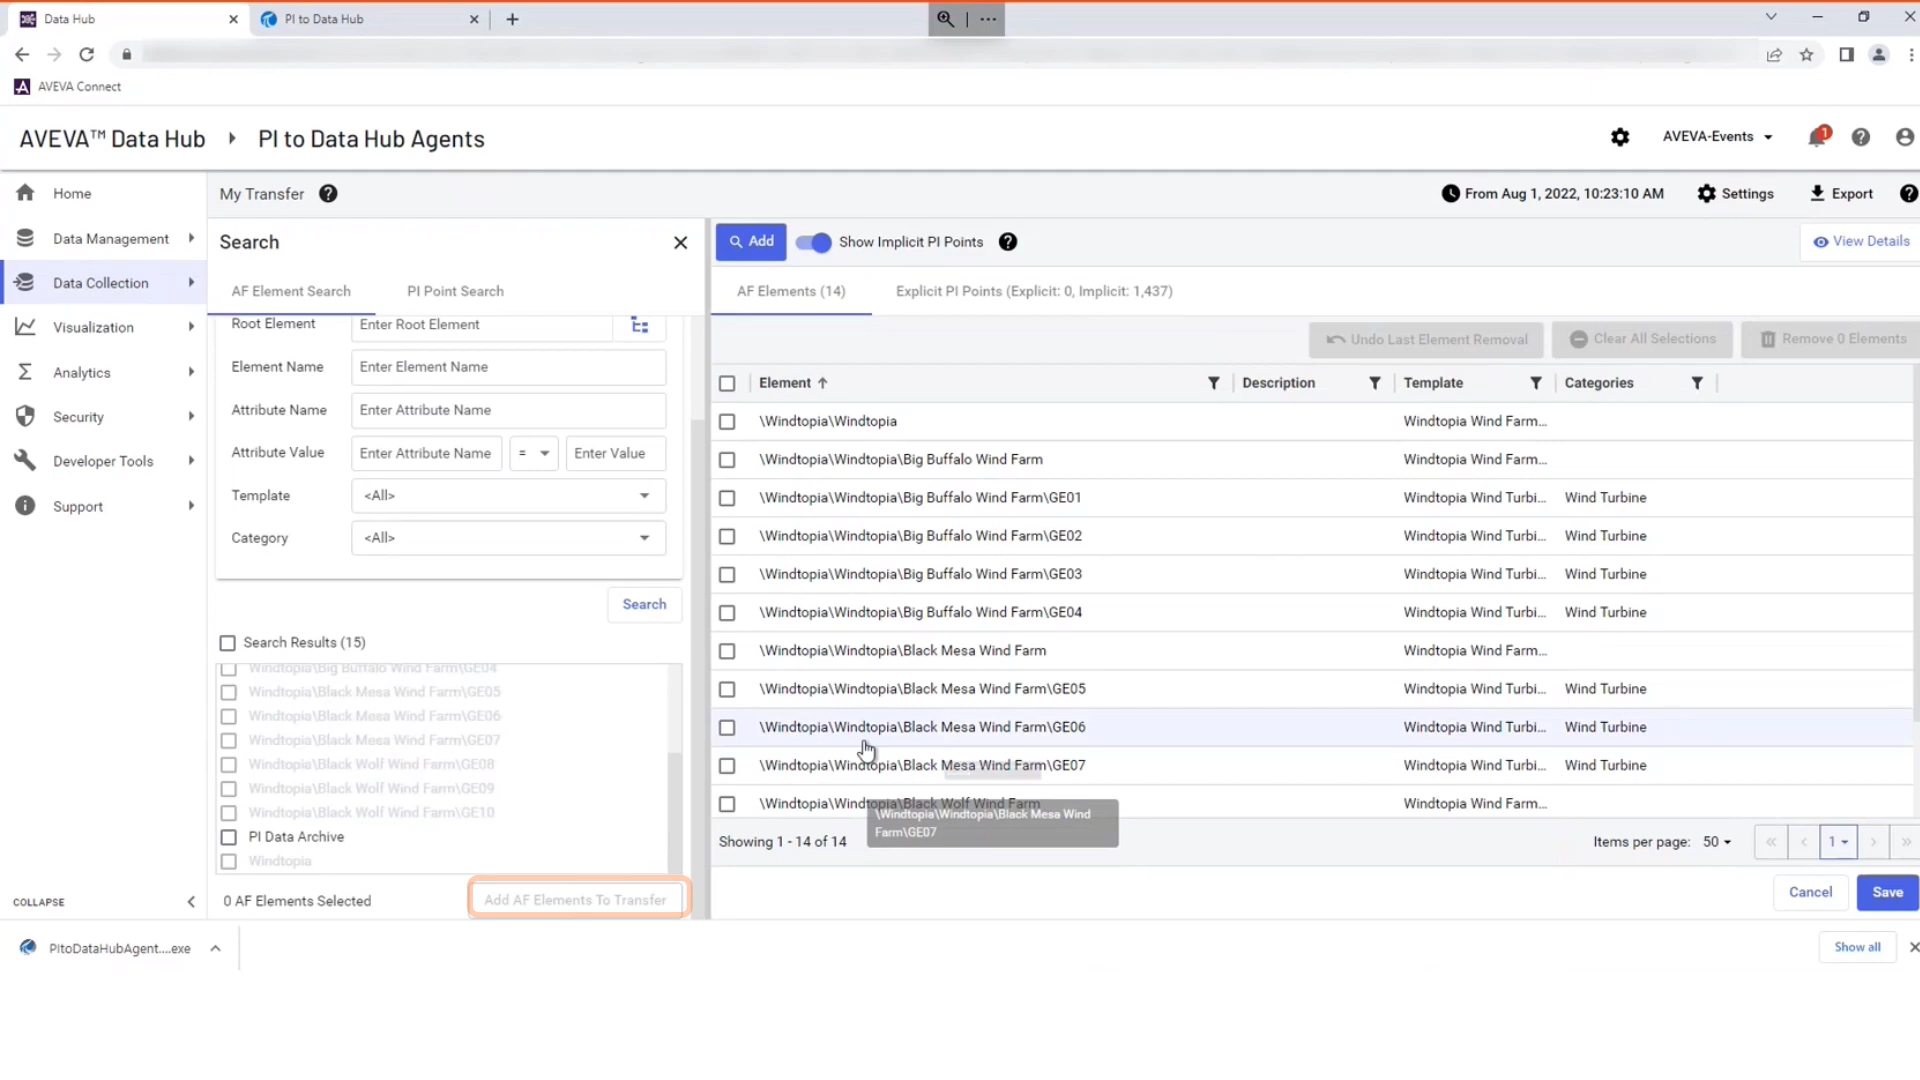 Data Hub
PI to Data Hub
AVEVA Connect
AVEVA™ Data Hub
PI to Data Hub Agents
AVEVA-Events
1
Home
Data Management
Data Collection
Visualization
Analytics
Security
Developer Tools
Support
COLLAPSE
My Transfer
From Aug 1, 2022, 10:23:10 AM
Settings
Export
Search
AF Element Search
PI Point Search
Root Element
Enter Root Element
Element Name
Enter Element Name
Attribute Name
Enter Attribute Name
Attribute Value
Enter Attribute Name
=
Enter Value
Template
<All>
Category
<All>
Search
Search Results (15)
Windtopia\Big Buffalo Wind Farm\GE04
Windtopia\Black Mesa Wind Farm\GE05
Windtopia\Black Mesa Wind Farm\GE06
Windtopia\Black Mesa Wind Farm\GE07
Windtopia\Black Wolf Wind Farm\GE08
Windtopia\Black Wolf Wind Farm\GE09
Windtopia\Black Wolf Wind Farm\GE10
PI Data Archive
Windtopia
0 AF Elements Selected
Add AF Elements To Transfer
Add
Show Implicit PI Points
View Details
AF Elements (14)
Explicit PI Points (Explicit: 0, Implicit: 1,437)
Undo Last Element Removal
Clear All Selections
Remove 0 Elements
Element
Description
Template
Categories
\Windtopia\Windtopia
Windtopia Wind Farm...
\Windtopia\Windtopia\Big Buffalo Wind Farm
Windtopia Wind Farm...
\Windtopia\Windtopia\Big Buffalo Wind Farm\GE01
Windtopia Wind Turbi...
Wind Turbine
\Windtopia\Windtopia\Big Buffalo Wind Farm\GE02
Windtopia Wind Turbi...
Wind Turbine
\Windtopia\Windtopia\Big Buffalo Wind Farm\GE03
Windtopia Wind Turbi...
Wind Turbine
\Windtopia\Windtopia\Big Buffalo Wind Farm\GE04
Windtopia Wind Turbi...
Wind Turbine
\Windtopia\Windtopia\Black Mesa Wind Farm
Windtopia Wind Farm...
\Windtopia\Windtopia\Black Mesa Wind Farm\GE05
Windtopia Wind Turbi...
Wind Turbine
\Windtopia\Windtopia\Black Mesa Wind Farm\GE06
Windtopia Wind Turbi...
Wind Turbine
\Windtopia\Windtopia\Black Mesa Wind Farm\GE07
Windtopia Wind Turbi...
Wind Turbine
\Windtopia\Windtopia\Black Wolf Wind Farm
Windtopia Wind Farm...
\Windtopia\Windtopia\Black Mesa Wind
Farm\GE07
Showing 1 - 14 of 14
Items per page: 50
1
Cancel
Save
PItoDataHubAgent....exe
Show all